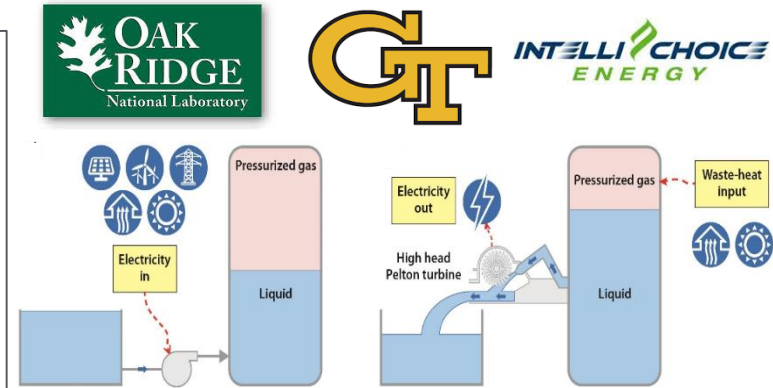 OAK
RIDGE
National Laboratory
GT
INTELLI CHOICE
ENERGY
Pressurized gas
Electricity
in
Liquid
Electricity
out
High head
Pelton turbine
Pressurized gas
Waste-heat
input
Liquid